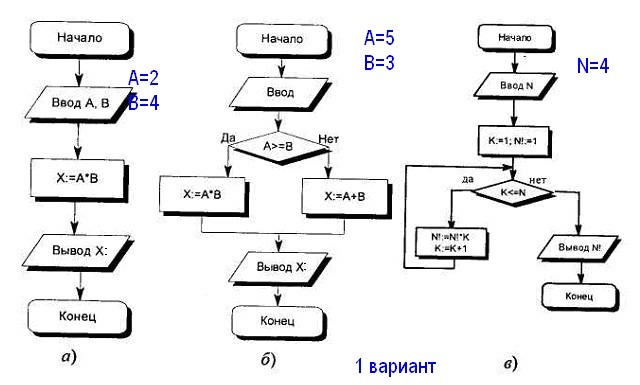 Начало
A=2
B=4
Ввод A, B
X:=A*B
Вывод X:
Конец
а)
Начало
A=5
B=3
Ввод
Да
A>=B
Нет
X:=A*B
X:=A+B
Вывод X:
Конец
б)
1 вариант
Начало
N=4
Ввод N
K:=1; N!:=1
да
K<=N
нет
N!:=N!*K
K:=K+1
Вывод N!
Конец
в)